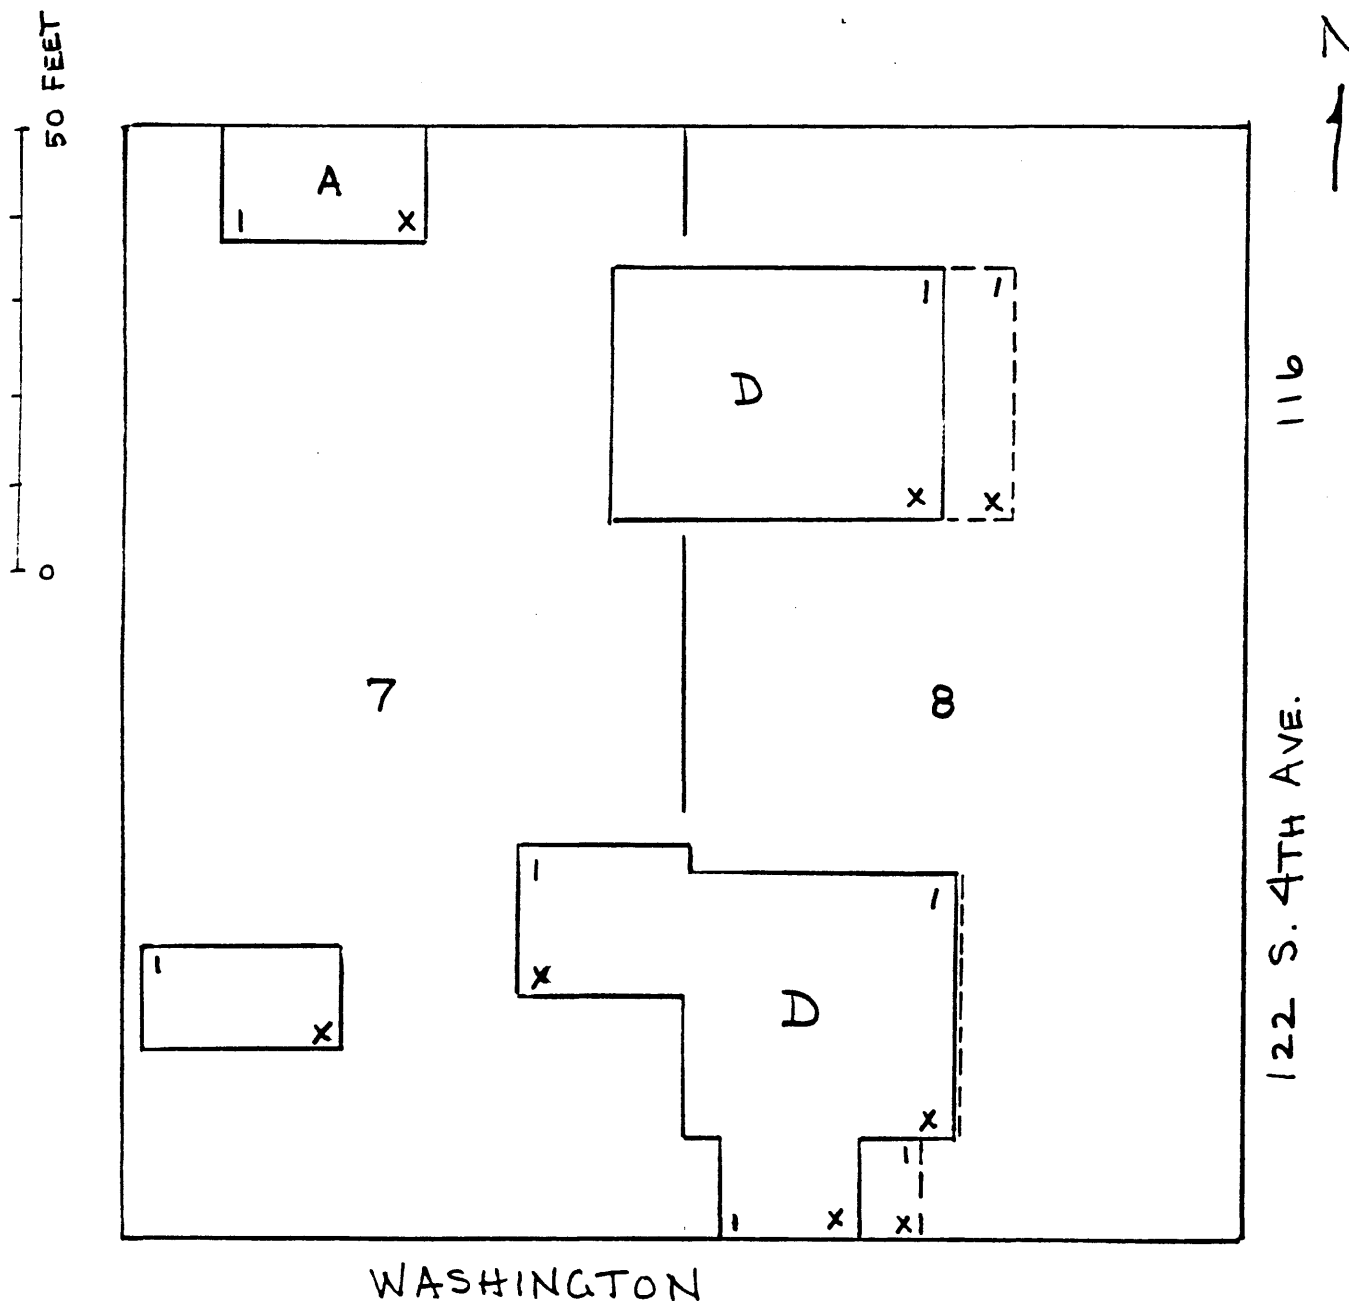 50 FEET
N
A
1 X
1 1
D
116
X X
0
7 8
122 S. 4TH AVE.
1 1
1 X
D
X X
1
1 X X
WASHINGTON